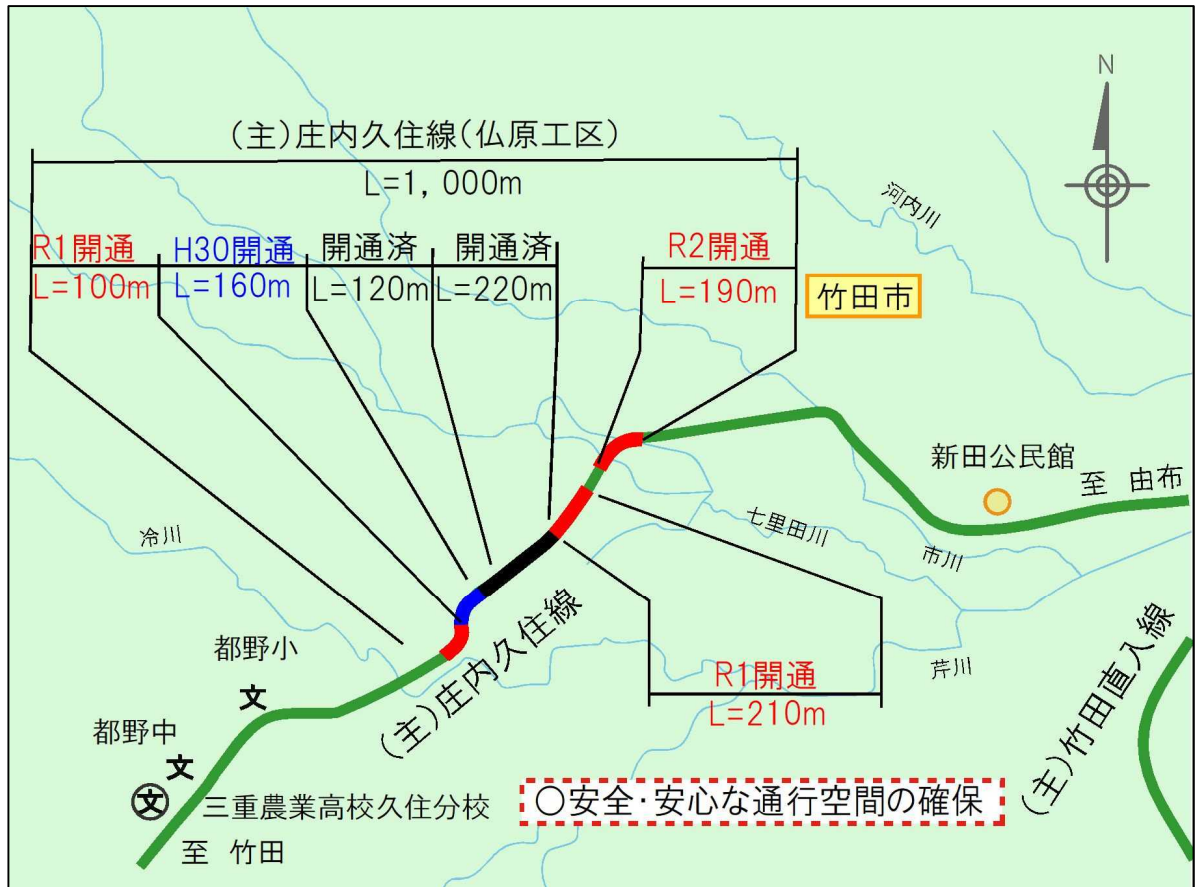 N
(主)庄内久住線(仏原工区)
L=1,000m
R1開通
L=100m
H30開通
L=160m
開通済
L=120m
開通済
L=220m
R2開通
L=190m
竹田市
河内川
新田公民館
至 由布
七里田川
市川
冷川
(主)庄内久住線
芹川
都野小
文
都野中
文
文
三重農業高校久住分校
至 竹田
R1開通
L=210m
(主)竹田直入線
○安全・安心な通行空間の確保